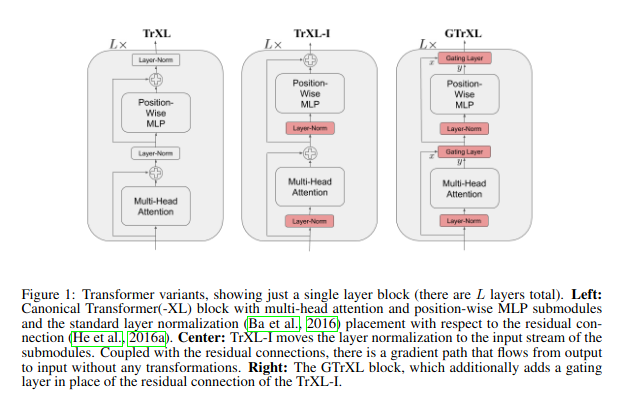 TrXL
L×
Layer-Norm
Position-
Wise
MLP
Layer-Norm
Multi-Head
Attention
TrXL-I
L×
Position-
Wise
MLP
Layer-Norm
Multi-Head
Attention
Layer-Norm
GTrXL
L×
Gating Layer
x
y
Position-
Wise
MLP
Layer-Norm
Gating Layer
x
y
Multi-Head
Attention
Layer-Norm
Figure 1: Transformer variants, showing just a single layer block (there are L layers total). Left:
Canonical Transformer(-XL) block with multi-head attention and position-wise MLP submodules
and the standard layer normalization (Ba et al., 2016) placement with respect to the residual con-
nection (He et al., 2016a). Center: TrXL-I moves the layer normalization to the input stream of the
submodules. Coupled with the residual connections, there is a gradient path that flows from output
to input without any transformations. Right: The GTrXL block, which additionally adds a gating
layer in place of the residual connection of the TrXL-I.